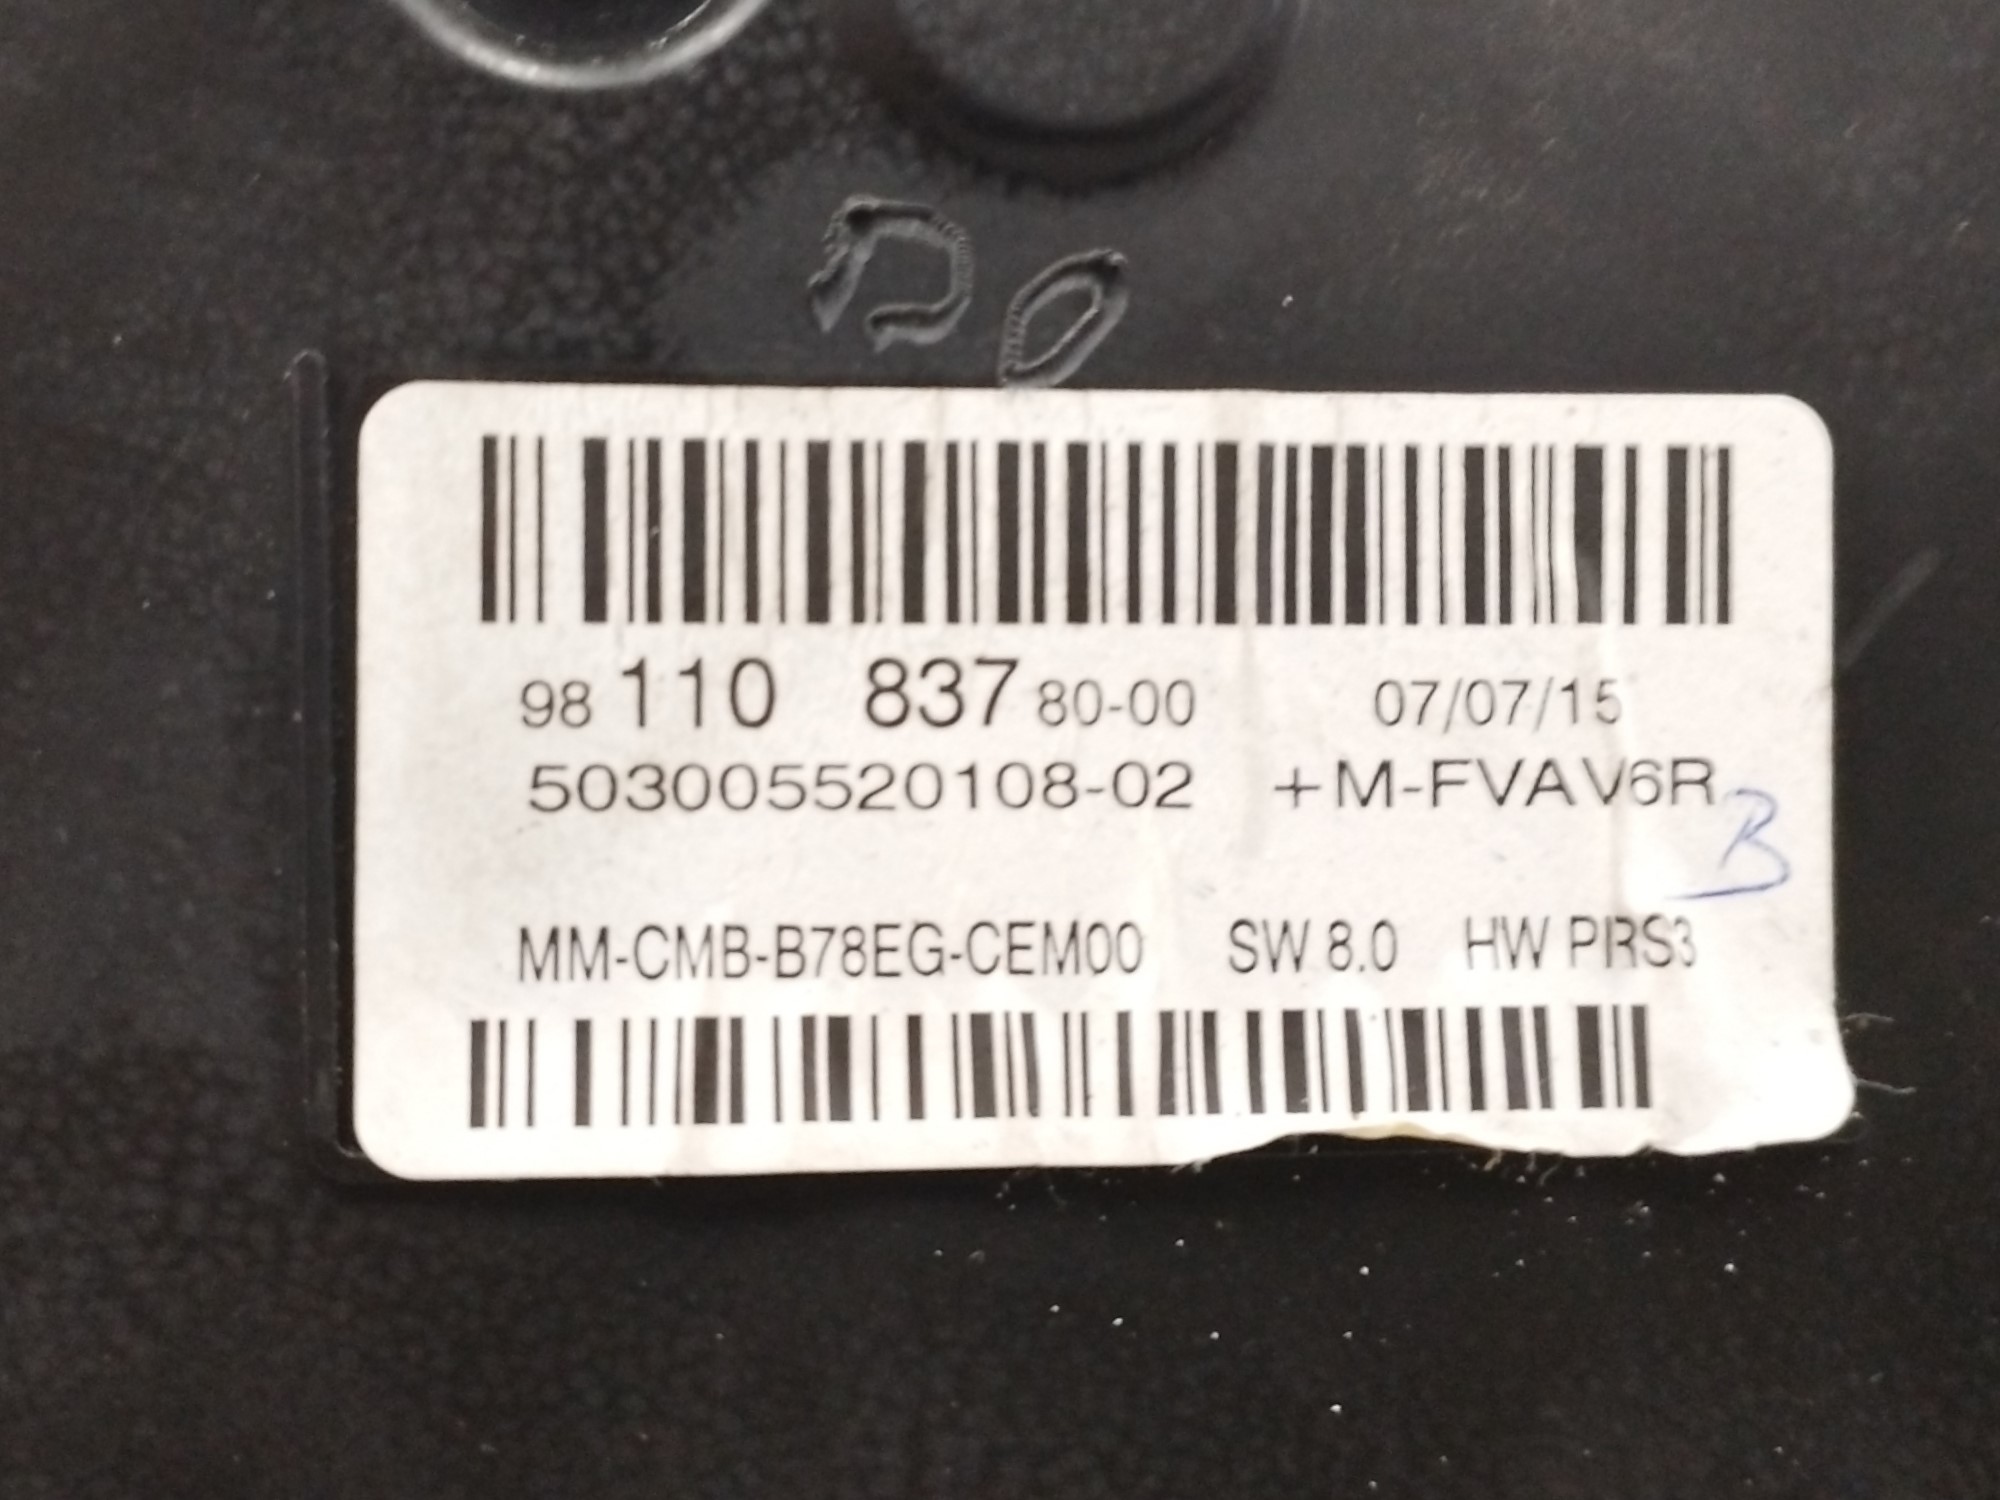 98 110 837 80-00 07/07/15
503005520108-02 +M-FVAV6R
B
MM-CMB-B78EG-CEM00 SW 8.0 HW PIRS3